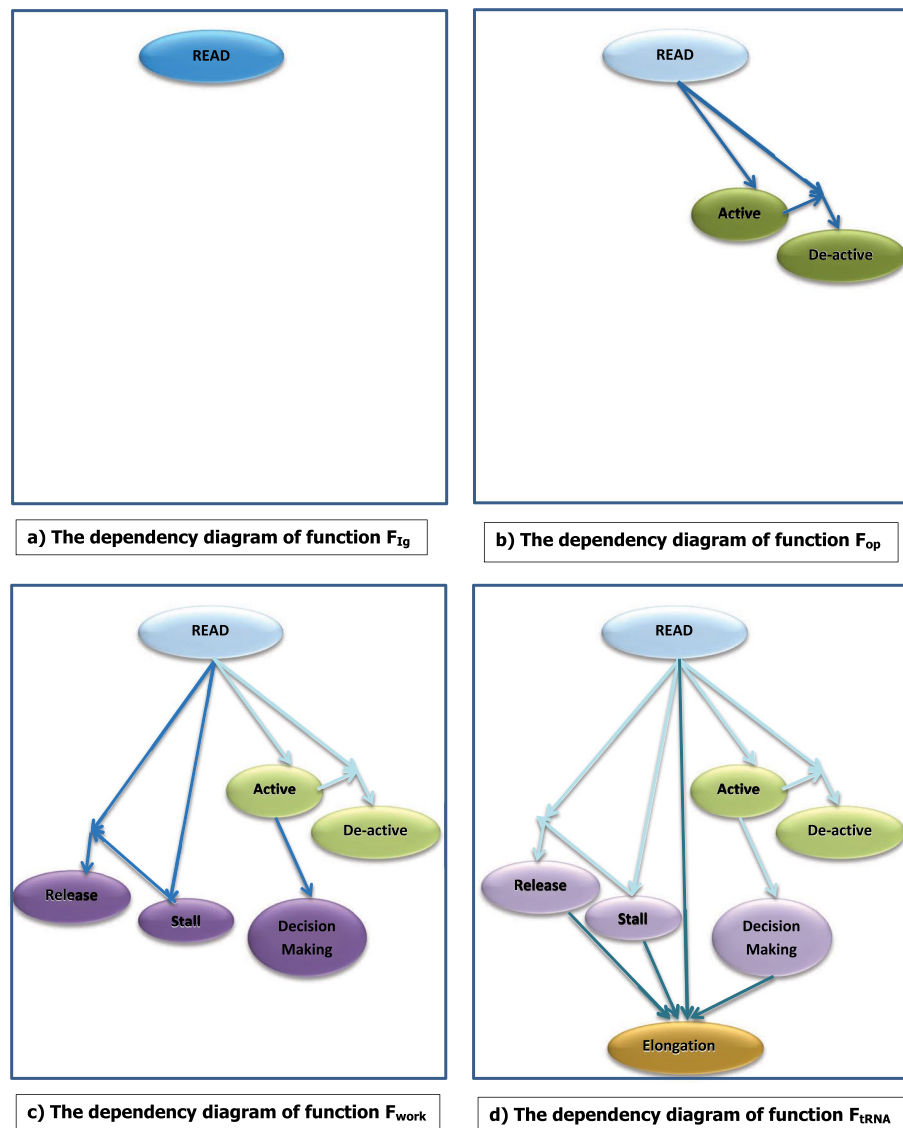 READ
a) The dependency diagram of function FIg
READ
Active
De-active
b) The dependency diagram of function Fop
READ
Active
De-active
Release
Stall
Decision
Making
c) The dependency diagram of function Fwork
READ
Active
De-active
Release
Stall
Decision
Making
Elongation
d) The dependency diagram of function FtRNA